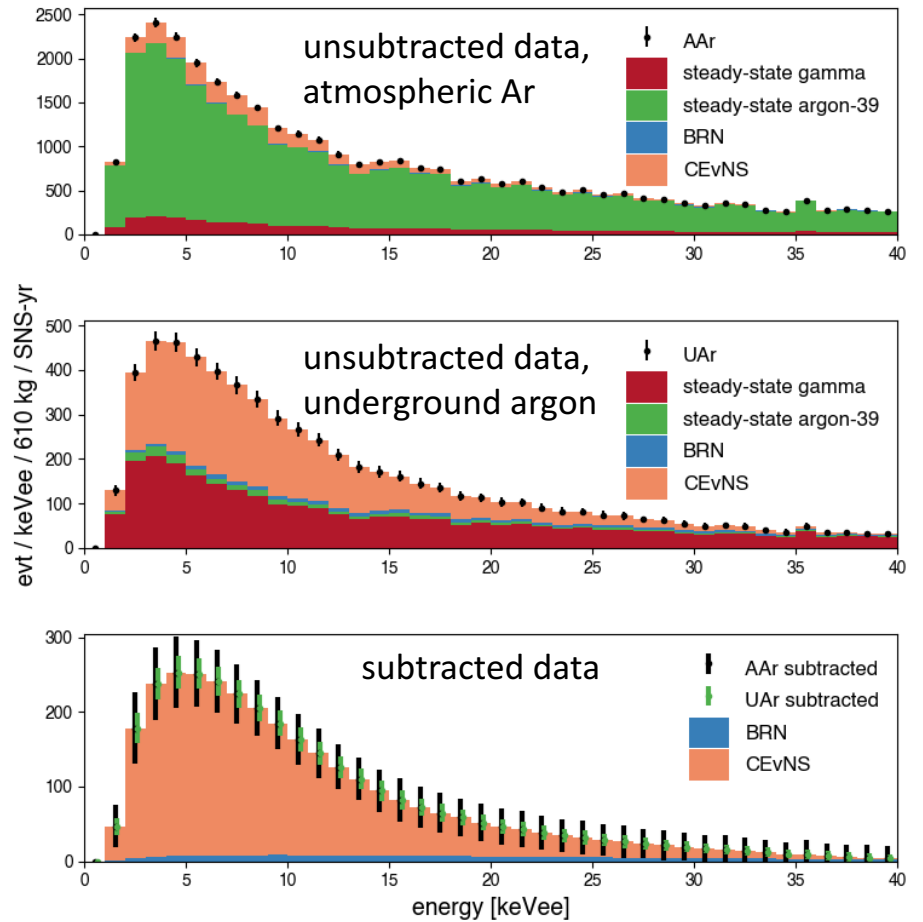 2500
2000
1500
1000
500
0
unsubtracted data,
atmospheric Ar
AAr
steady-state gamma
steady-state argon-39
BRN
CEvNS
0 5 10 15 20 25 30 35 40
evt / keVee / 610 kg / SNS-yr
500
400
300
200
100
0
unsubtracted data,
underground argon
UAr
steady-state gamma
steady-state argon-39
BRN
CEvNS
0 5 10 15 20 25 30 35 40
300
200
100
0
subtracted data
AAr subtracted
UAr subtracted
BRN
CEvNS
0 5 10 15 20 25 30 35 40
energy [keVee]